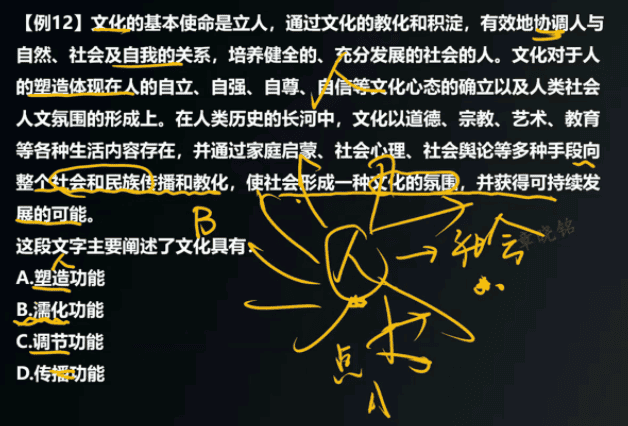 【例12】文化的基本使命是立人，通过文化的教化和积淀，有效地协调人与
自然、社会及自我的关系，培养健全的、充分发展的社会的人。文化对于人
的塑造体现在人的自立、自强、自尊、自信等文化心态的确立以及人类社会
人文氛围的形成上。在人类历史的长河中，文化以道德、宗教、艺术、教育
等各种生活内容存在，并通过家庭启蒙、社会心理、社会舆论等多种手段向
整个社会和民族传播和教化，使社会形成一种文化的氛围，并获得可持续发
展的可能。
这段文字主要阐述了文化具有：
A.塑造功能
B.濡化功能
C.调节功能
D.传播功能
人
B
人
社会
人
点
A